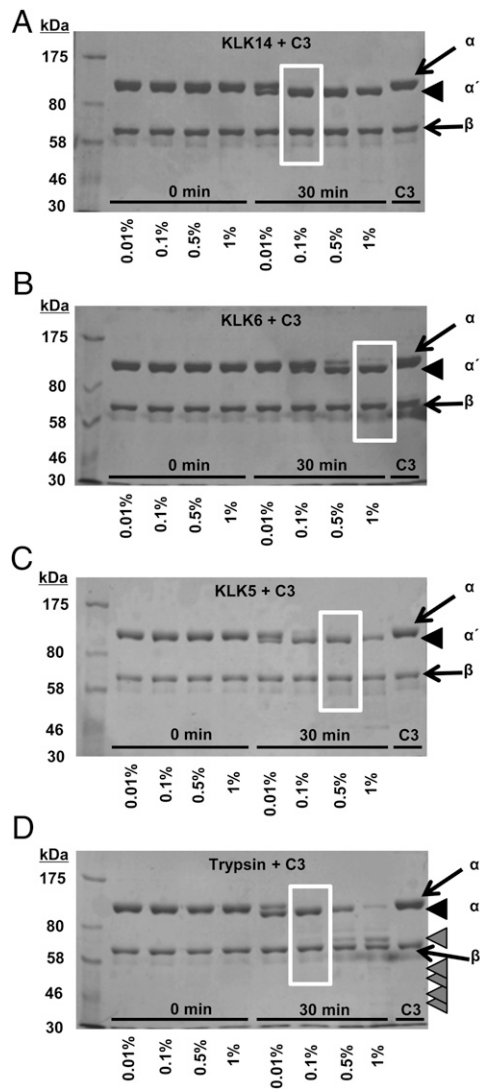 A
kDa
KLK14 + C3
175
80
58
46
30
α
α´
β
0 min 30 min C3
0.01% 0.1% 0.5% 1% 0.01% 0.1% 0.5% 1%
B
kDa
KLK6 + C3
175
80
58
46
30
α
α´
β
0 min 30 min C3
0.01% 0.1% 0.5% 1% 0.01% 0.1% 0.5% 1%
C
kDa
KLK5 + C3
175
80
58
46
30
α
α´
β
0 min 30 min C3
0.01% 0.1% 0.5% 1% 0.01% 0.1% 0.5% 1%
D
kDa
Trypsin + C3
175
80
58
46
30
α
α´
β
0 min 30 min C3
0.01% 0.1% 0.5% 1% 0.01% 0.1% 0.5% 1%